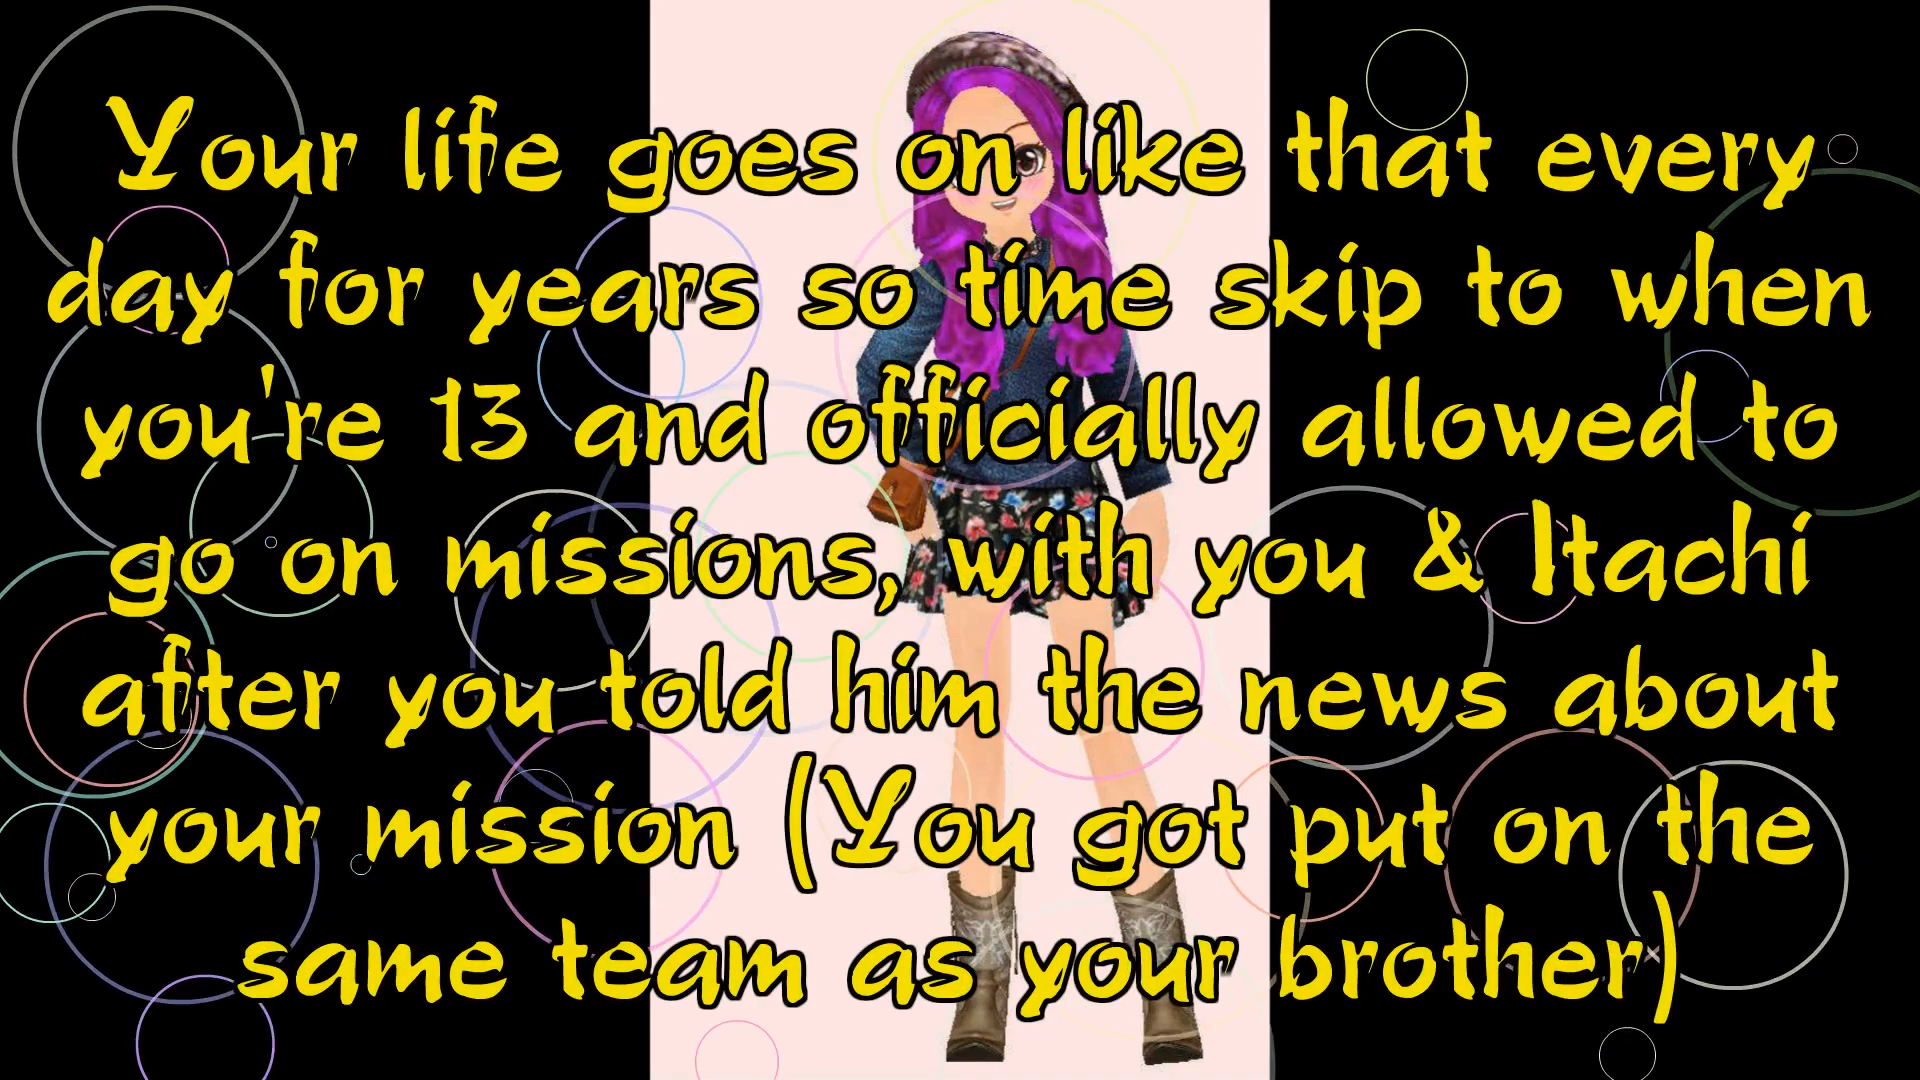 Your life goes on like that every
day for years so time skip to when
you're 13 and officially allowed to
go on missions, with you & Itachi
after you told him the news about
your mission (You got put on the
same team as your brother)